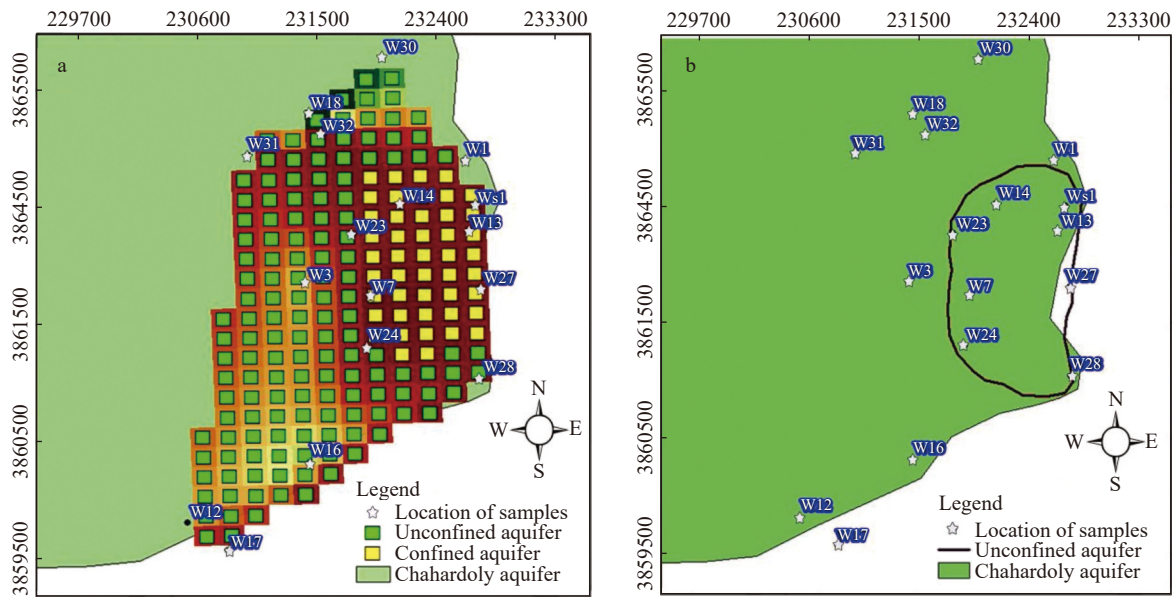 229700 230600 231500 232400 233300
229700 230600 231500 232400 233300
a
b
3865500
3864500
3861500
3860500
3859500
W30
W18
W32
W31
W1
W14
Ws1
W23
W13
W3
W7
W27
W24
W28
W16
W12
W17
N
W E
S
Legend
Location of samples
Unconfined aquifer
Confined aquifer
Chahardoly aquifer
3865500
3864500
3861500
3860500
3859500
W30
W18
W32
W31
W1
W14
Ws1
W23
W13
W3
W7
W27
W24
W28
W16
W12
W17
N
W E
S
Legend
Location of samples
Unconfined aquifer
Chahardoly aquifer